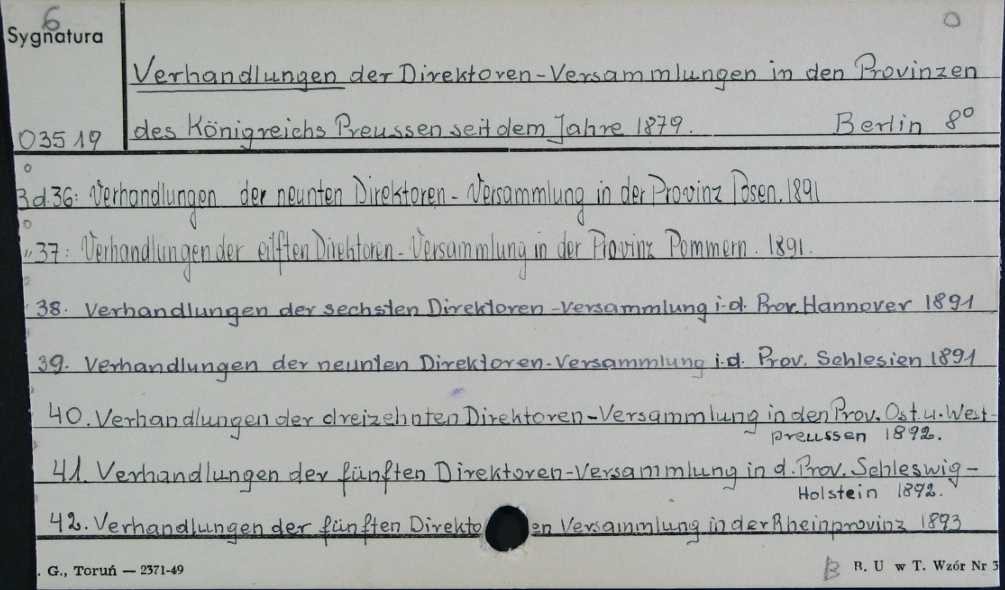 6
Sygnatura
Verhandlungen der Direktoren-Versammlungen in den Provinzen
03519 des Königreichs Preussen seit dem Jahre 1879. Berlin 8º
Bd. 36: Verhandlungen der neunten Direktoren-Versammlung in der Provinz Posen. 1891
" 37: Verhandlungen der eilften Direktoren-Versammlung in der Provinz Pommern. 1891.
38. Verhandlungen der sechsten Direktoren-Versammlung i.d. Prov. Hannover 1891
39. Verhandlungen der neunten Direktoren-Versammlung i.d. Prov. Schlesien 1891
40. Verhandlungen der dreizehnten Direktoren-Versammlung in den Prov. Ost. u. West-
preussen 1892.
41. Verhandlungen der fünften Direktoren-Versammlung in d. Prov. Schleswig-
Holstein 1892.
42. Verhandlungen der fünften Direkto en Versammlung in der Rheinprovinz 1893
. G., Toruń — 2371-49 B B. U w T. Wzór Nr 3